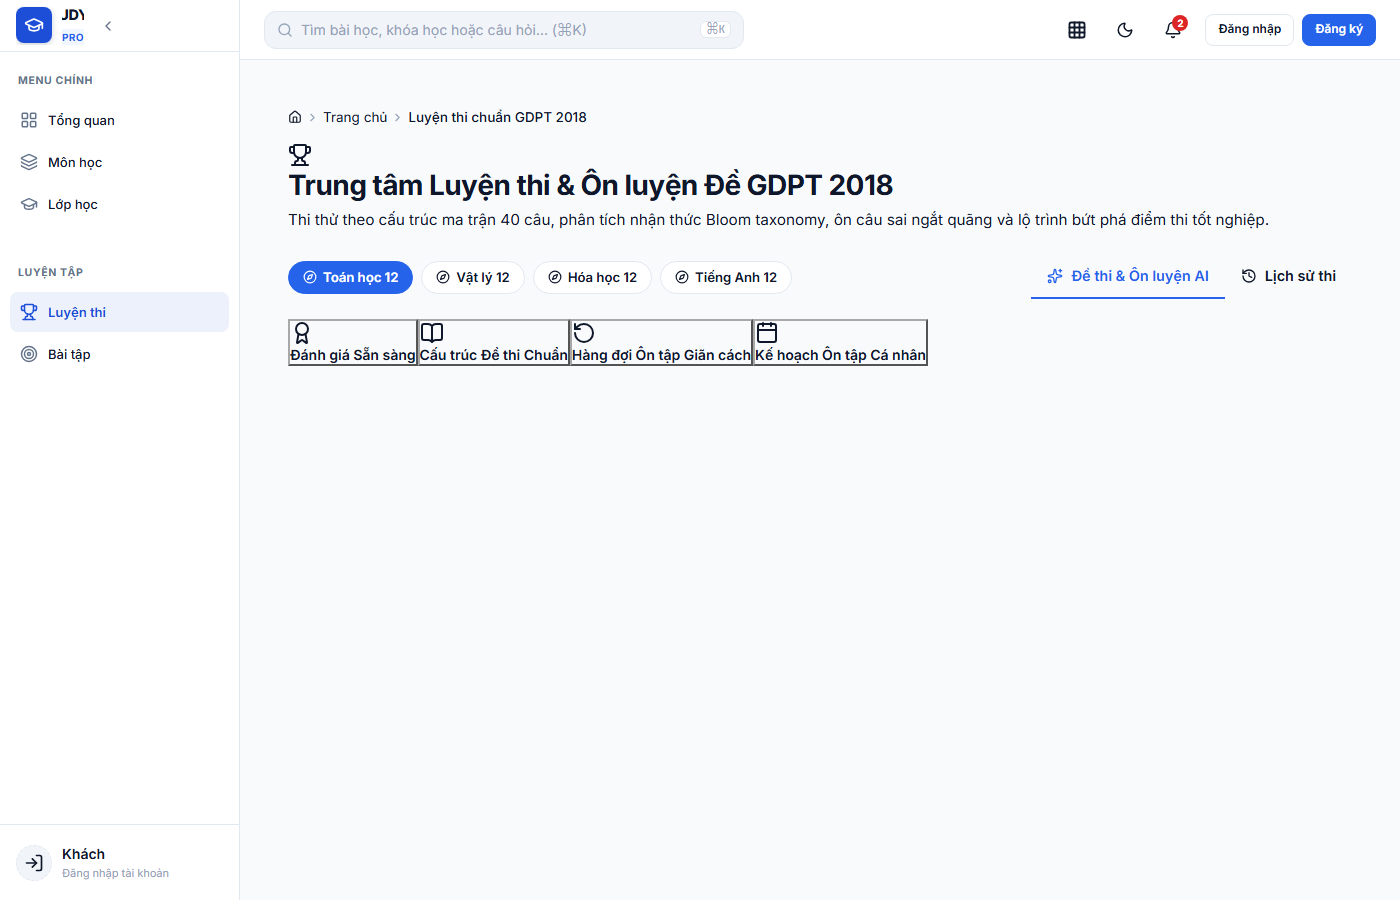 PRO
MENU CHÍNH
Tổng quan
Môn học
Lớp học
LUYỆN TẬP
Luyện thi
Bài tập
Khách
Đăng nhập tài khoản
Tìm bài học, khóa học hoặc câu hỏi... (⌘K)
⌘K
2
Đăng nhập
Đăng ký
Trang chủ
Luyện thi chuẩn GDPT 2018
Trung tâm Luyện thi & Ôn luyện Đề GDPT 2018
Thi thử theo cấu trúc ma trận 40 câu, phân tích nhận thức Bloom taxonomy, ôn câu sai ngắt quãng và lộ trình bứt phá điểm thi tốt nghiệp.
Toán học 12
Vật lý 12
Hóa học 12
Tiếng Anh 12
Đề thi & Ôn luyện AI
Lịch sử thi
Đánh giá Sẵn sàng
Cấu trúc Đề thi Chuẩn
Hàng đợi Ôn tập Giãn cách
Kế hoạch Ôn tập Cá nhân